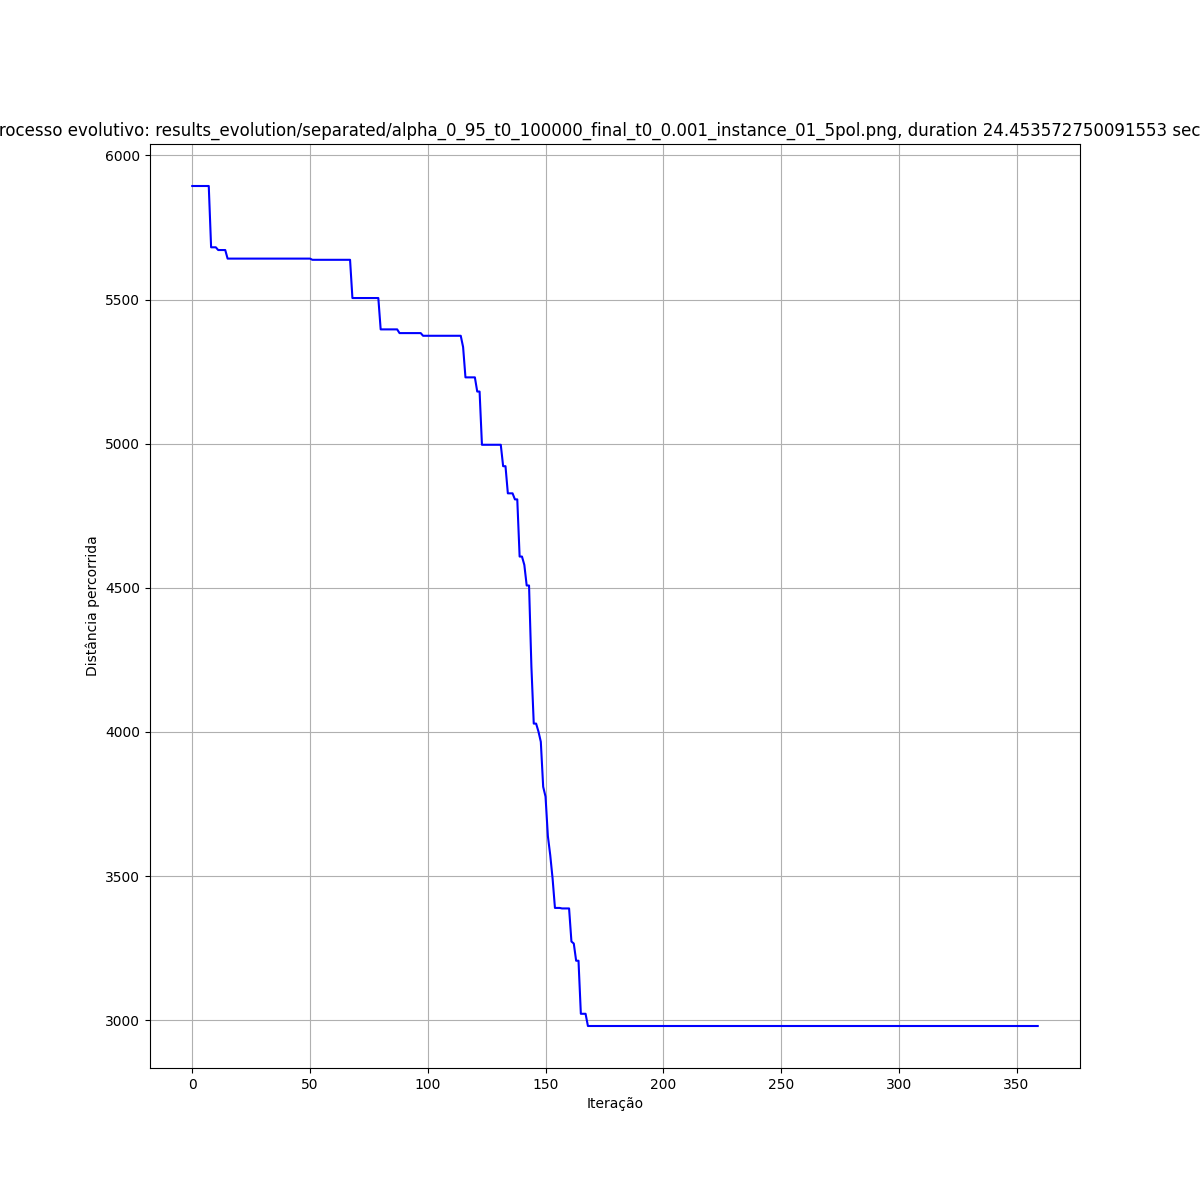 rocesso evolutivo: results_evolution/separated/alpha_0_95_t0_100000_final_t0_0.001_instance_01_5pol.png, duration 24.453572750091553 sec
6000
5500
5000
4500
4000
3500
3000
Distância percorrida
0 50 100 150 200 250 300 350
Iteração